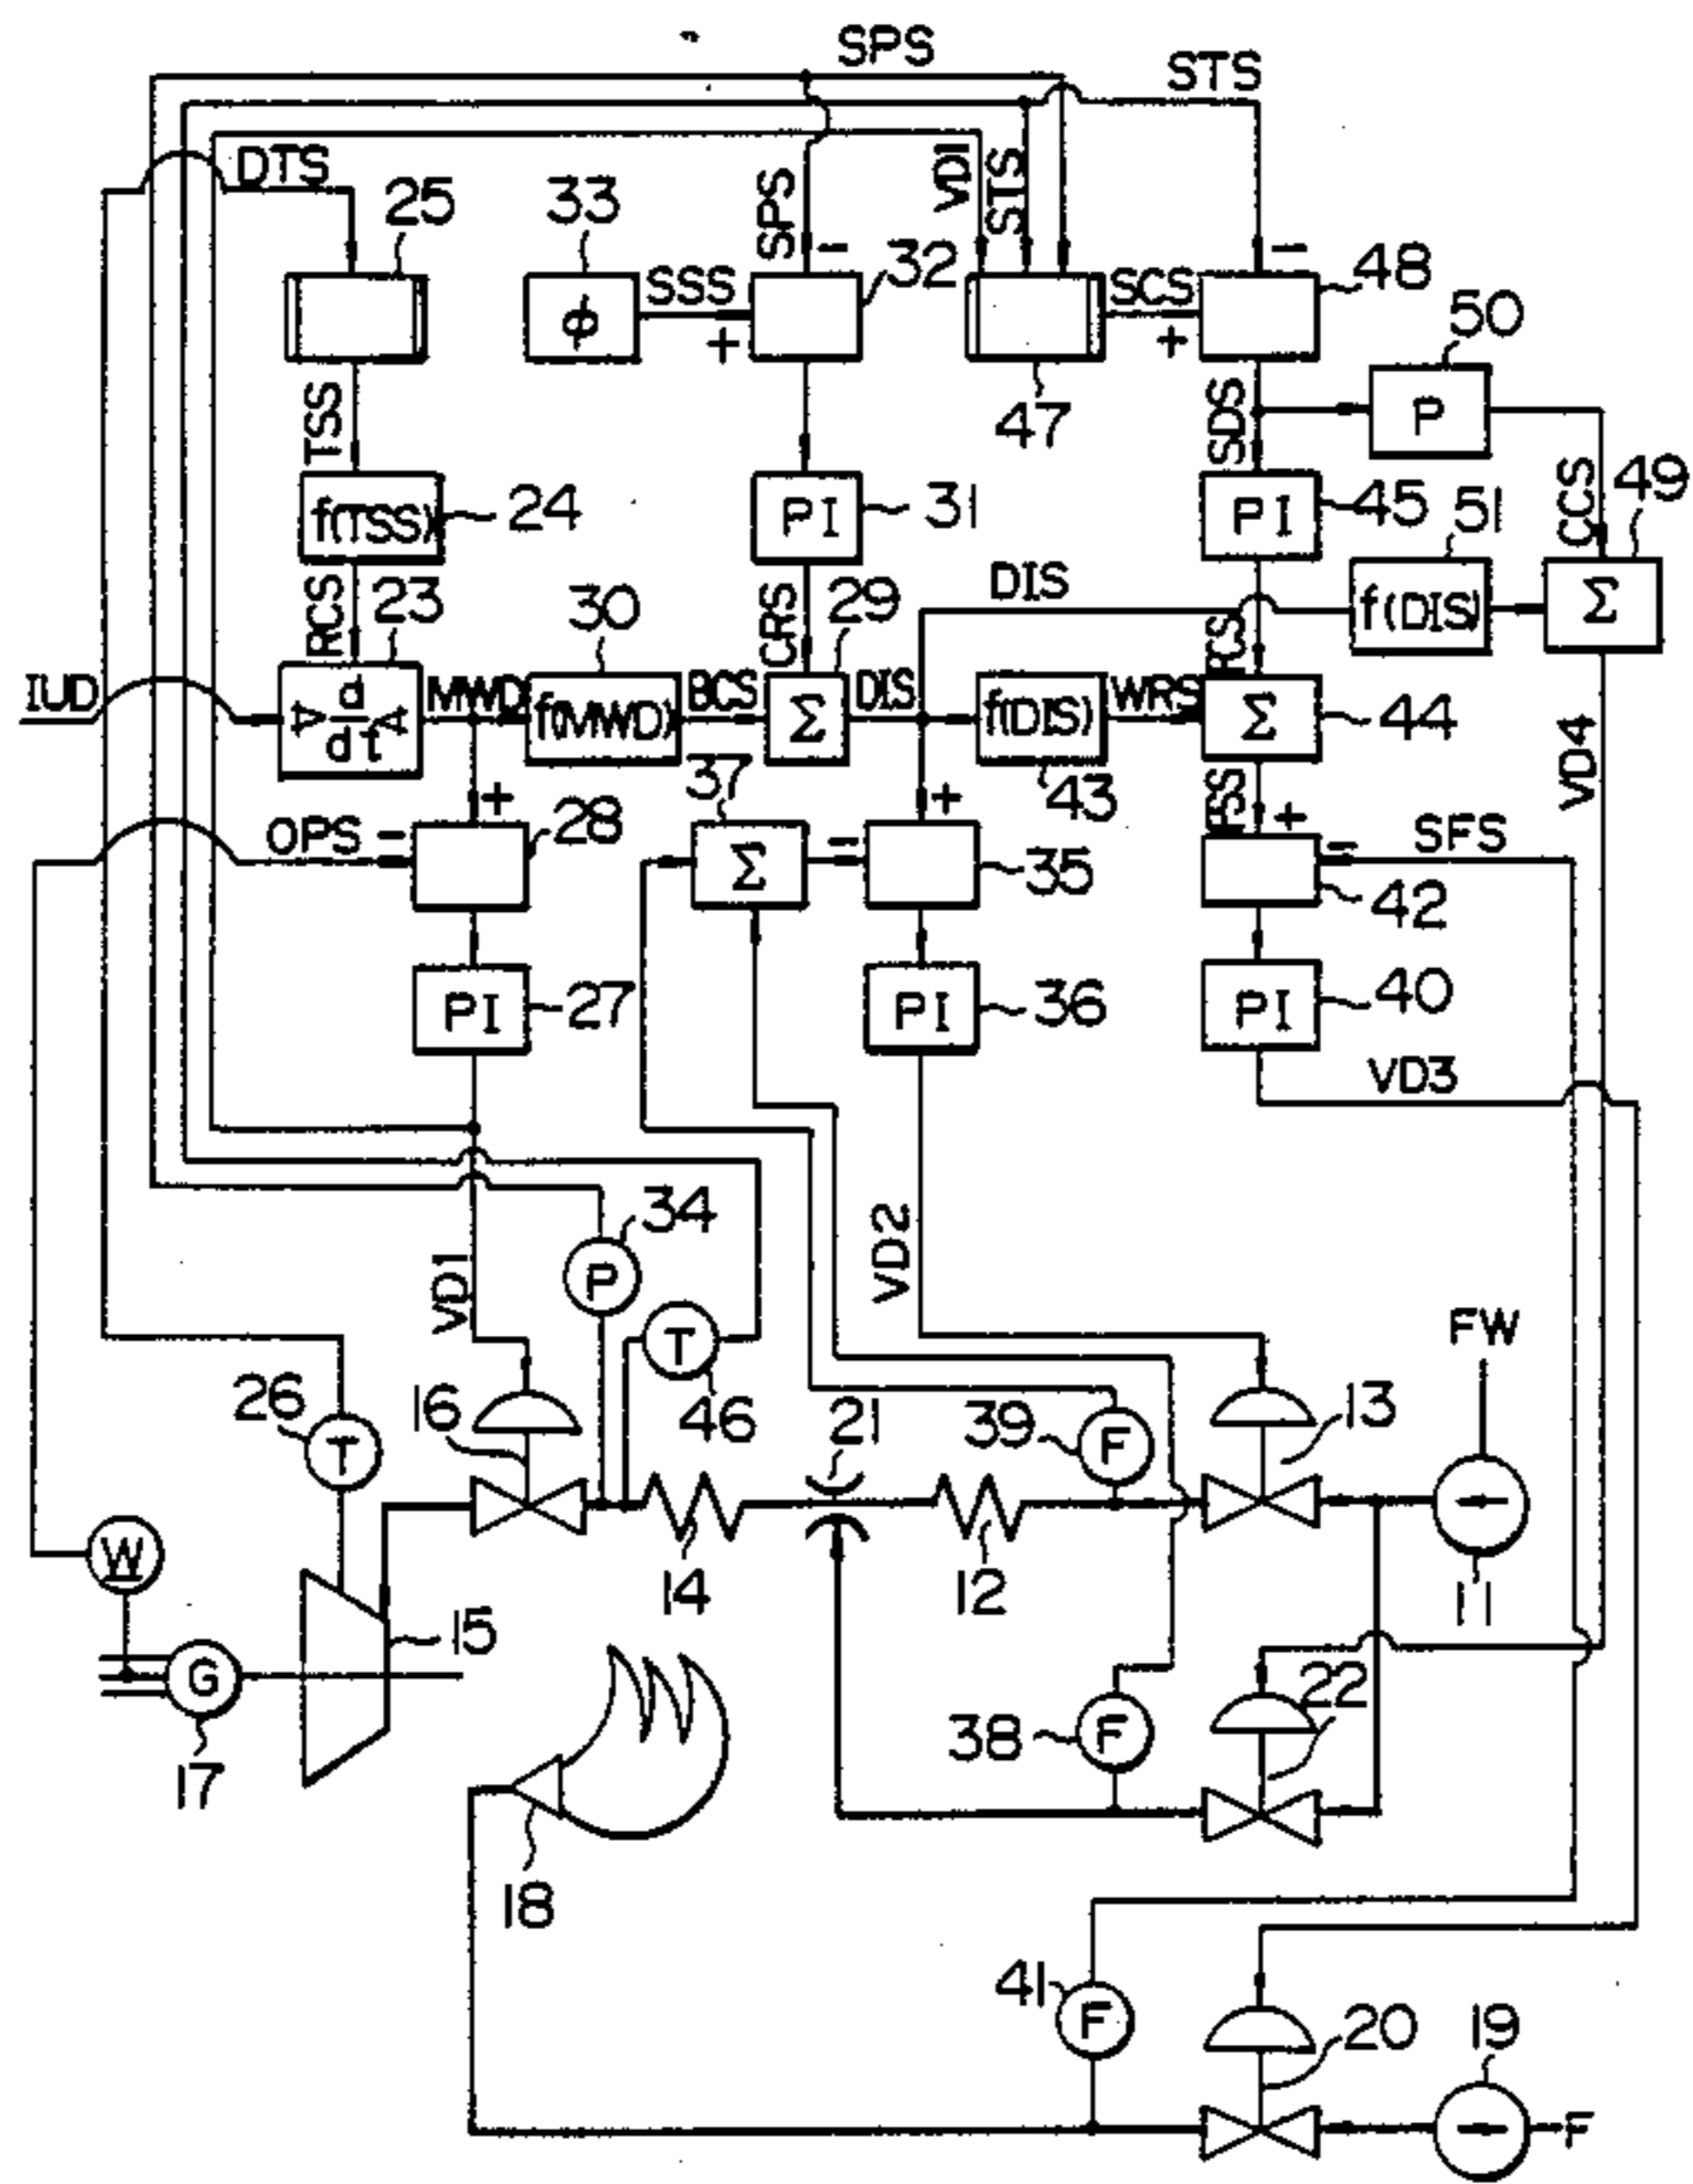 SPS
STS
DTS
25
33
SPS
VD1
STS
−
−
32
48
φ
SSS
+
SCS
+
50
47
P
TSS
SDS
49
f(TSS)
24
PI
31
PI
45
51
CCS
RCS
23
30
CRS
29
DIS
f(DIS)
Σ
IUD
d
dt
MWD
f(MWD)
BCS
Σ
DIS
f(DIS)
WRS
Σ
44
43
37
VD4
OPS
−
+
28
Σ
−
+
35
FSS
+
−
SFS
42
PI
27
PI
36
PI
40
VD3
34
P
VD1
VD2
T
46
FW
26
T
16
21
39
F
13
W
14
12
11
15
G
17
38
F
22
18
41
F
20
19
F